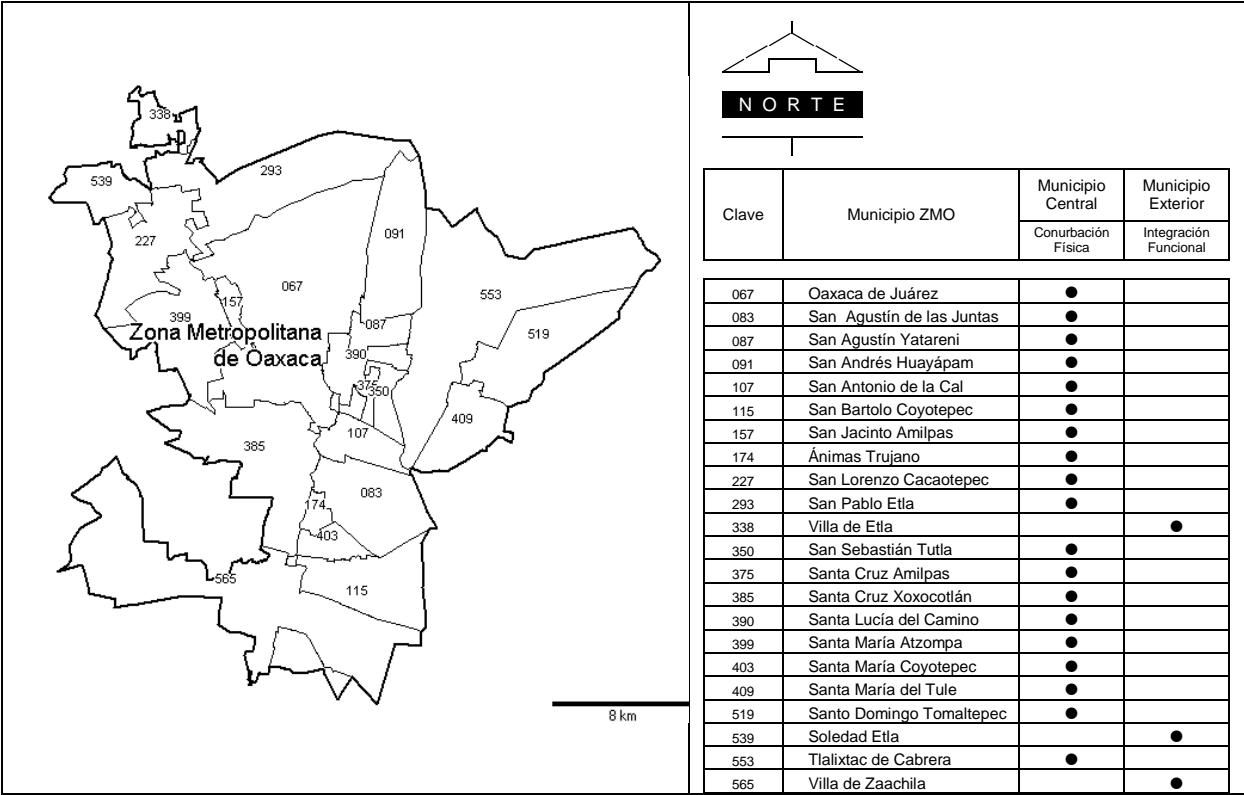 338
293
539
091
227
067
553
157
399
087
519
Zona Metropolitana
de Oaxaca
390
375
350
409
107
385
083
174
403
565
115
8 km
NORTE
Clave Municipio ZMO Municipio Central Municipio Exterior
Conurbación Física Integración Funcional
067 Oaxaca de Juárez ●
083 San Agustín de las Juntas ●
087 San Agustín Yatareni ●
091 San Andrés Huayápam ●
107 San Antonio de la Cal ●
115 San Bartolo Coyotepec ●
157 San Jacinto Amilpas ●
174 Ánimas Trujano ●
227 San Lorenzo Cacaotepec ●
293 San Pablo Etla ●
338 Villa de Etla ●
350 San Sebastián Tutla ●
375 Santa Cruz Amilpas ●
385 Santa Cruz Xoxocotlán ●
390 Santa Lucía del Camino ●
399 Santa María Atzompa ●
403 Santa María Coyotepec ●
409 Santa María del Tule ●
519 Santo Domingo Tomaltepec ●
539 Soledad Etla ●
553 Tlalixtac de Cabrera ●
565 Villa de Zaachila ●